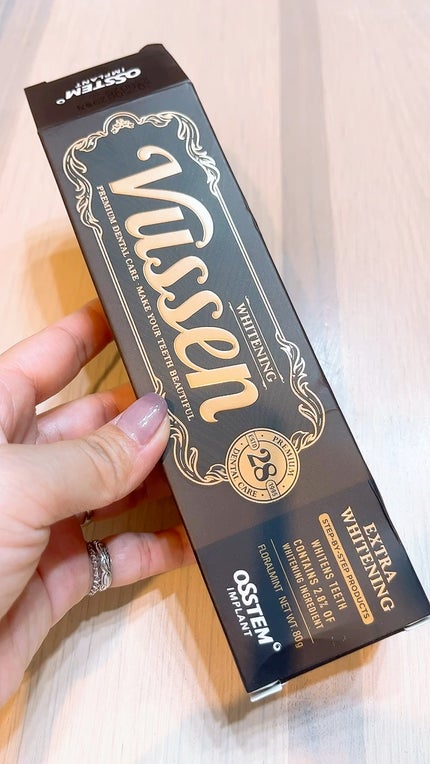 OSSTEM
IMPLANT
Vussen
WHITENING
PREMIUM DENTAL CARE · MAKE YOUR TEETH BEAUTIFUL
PREMIUM
28
DENTAL CARE
EXTRA
WHITENING
STEP-BY-STEP PRODUCTS
WHITENS TEETH
CONTAINS 2.8% OF
WHITENING INGREDIENT
FLORALMINT NET WT. 80g
OSSTEM
IMPLANT